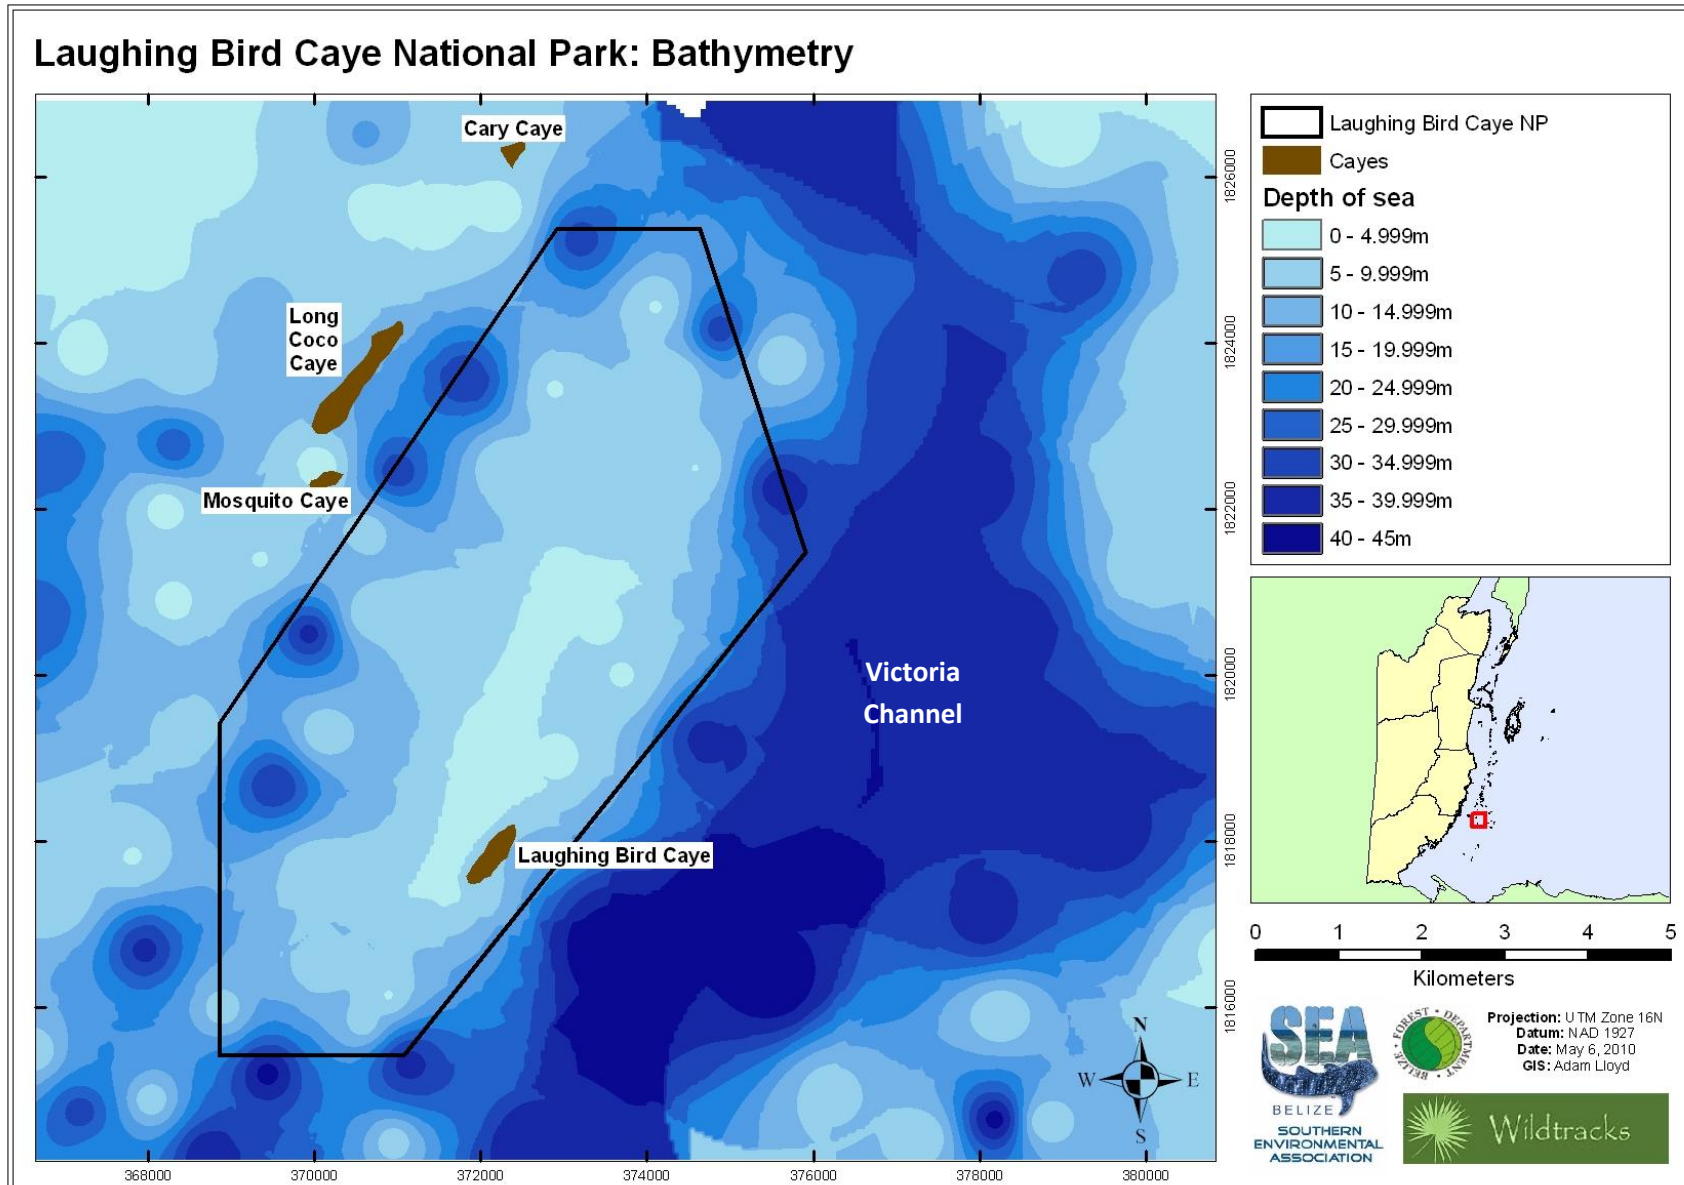 Laughing Bird Caye National Park: Bathymetry
Cary Caye
Long
Coco
Caye
Mosquito Caye
Laughing Bird Caye
Victoria
Channel
N
W
E
S
368000
370000
372000
374000
376000
378000
380000
1826000
1824000
1822000
1820000
1818000
1816000
Laughing Bird Caye NP
Cayes
Depth of sea
0 - 4.999m
5 - 9.999m
10 - 14.999m
15 - 19.999m
20 - 24.999m
25 - 29.999m
30 - 34.999m
35 - 39.999m
40 - 45m
0 1 2 3 4 5
Kilometers
SEA
BELIZE
SOUTHERN
ENVIRONMENTAL
ASSOCIATION
BELIZE • FOREST • DEPARTMENT
Projection: UTM Zone 16N
Datum: NAD 1927
Date: May 6, 2010
GIS: Adam Lloyd
Wildtracks